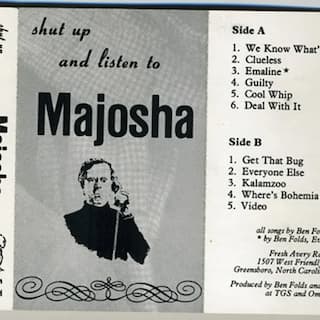 shut up
and listen to
Majosha
Majosha
Side A
1. We Know What'
2. Clueless
3. Emaline *
4. Guilty
5. Cool Whip
6. Deal With It
Side B
1. Get That Bug
2. Everyone Else
3. Kalamzoo
4. Where's Bohemia
5. Video
all songs by Ben Fo
* by Ben Folds, Ev
Fresh Avery Re
1507 West Friendly
Greensboro, North Caroli
Produced by Ben Folds and
at TGS and Om